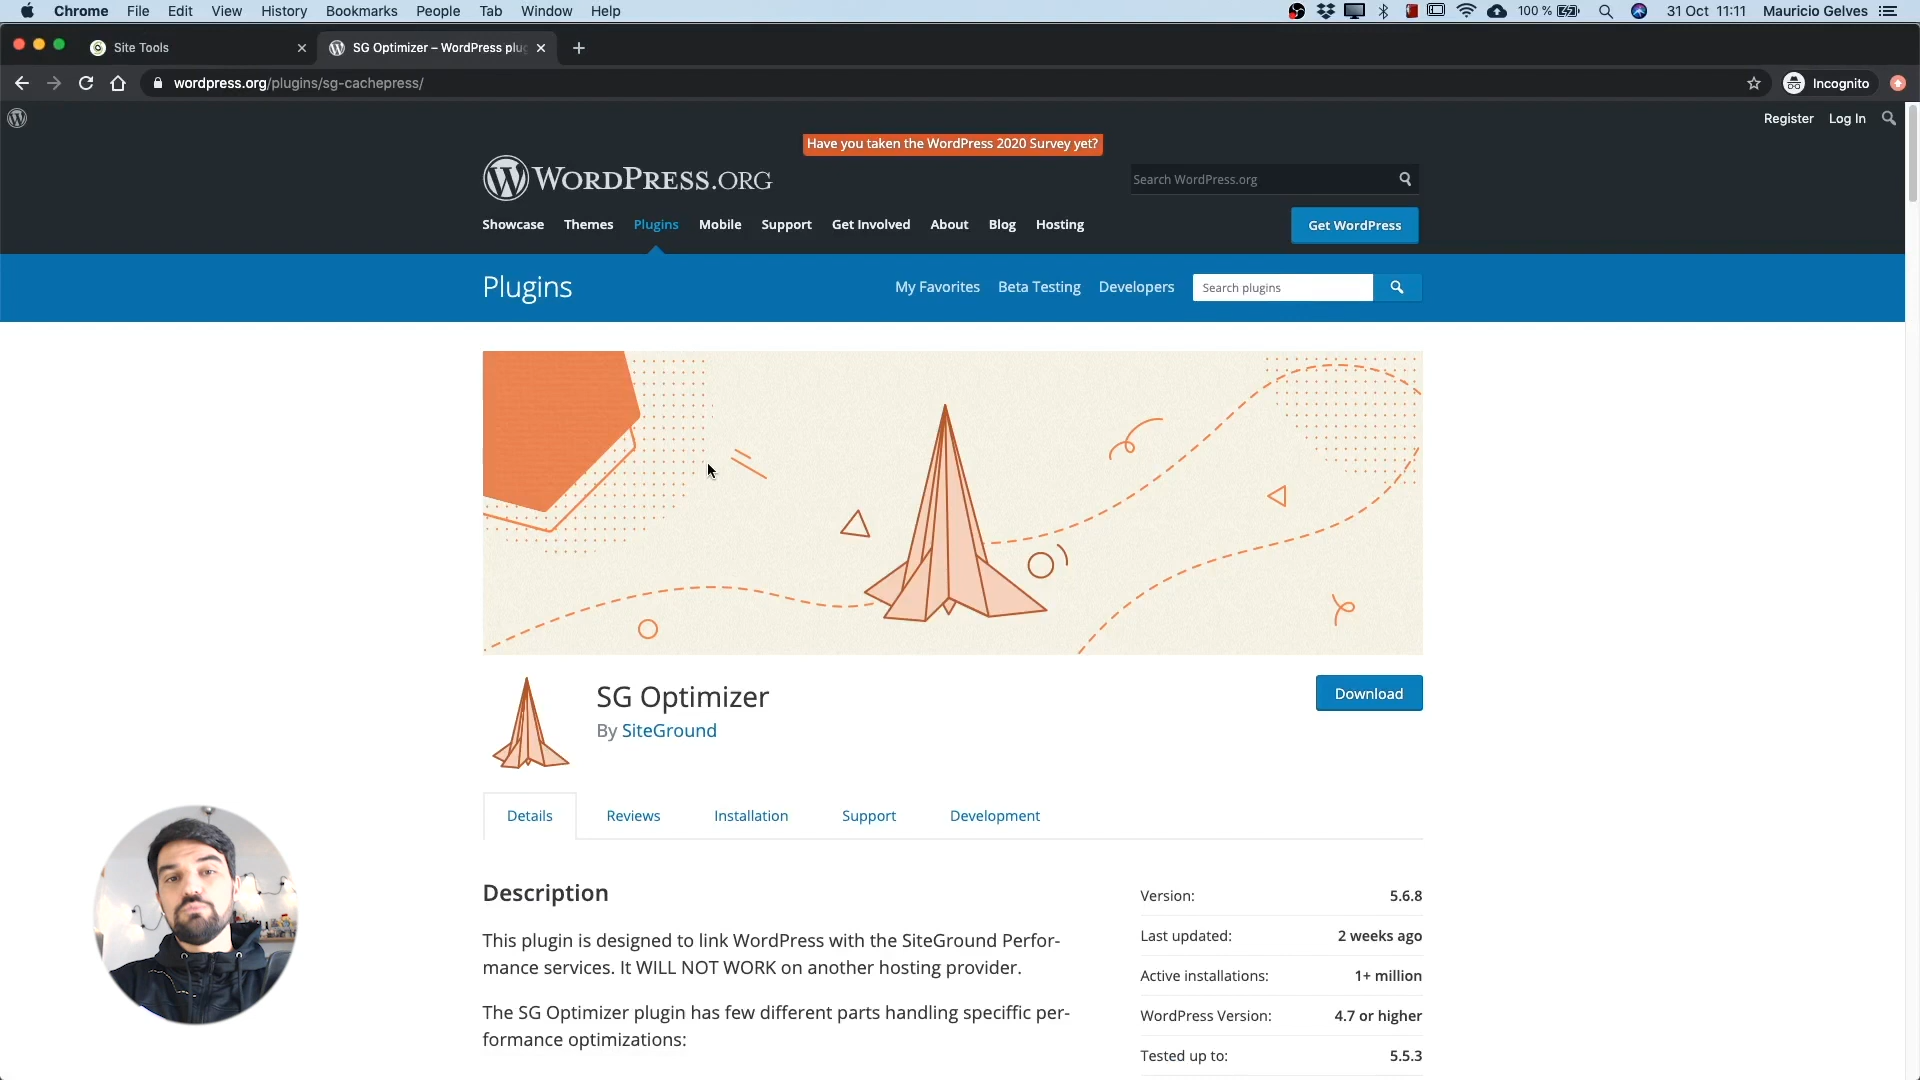 Chrome File Edit View History Bookmarks People Tab Window Help 100 % 31 Oct 11:11 Mauricio Gelves
Site Tools SG Optimizer – WordPress plug
wordpress.org/plugins/sg-cachepress/ Incognito
Register Log In
Have you taken the WordPress 2020 Survey yet?
WORDPRESS.ORG
Search WordPress.org
Showcase Themes Plugins Mobile Support Get Involved About Blog Hosting
Get WordPress
Plugins
My Favorites Beta Testing Developers
Search plugins
SG Optimizer
By SiteGround
Download
Details Reviews Installation Support Development
Description
This plugin is designed to link WordPress with the SiteGround Perfor-
mance services. It WILL NOT WORK on another hosting provider.
The SG Optimizer plugin has few different parts handling speciffic per-
formance optimizations:
Version: 5.6.8
Last updated: 2 weeks ago
Active installations: 1+ million
WordPress Version: 4.7 or higher
Tested up to: 5.5.3